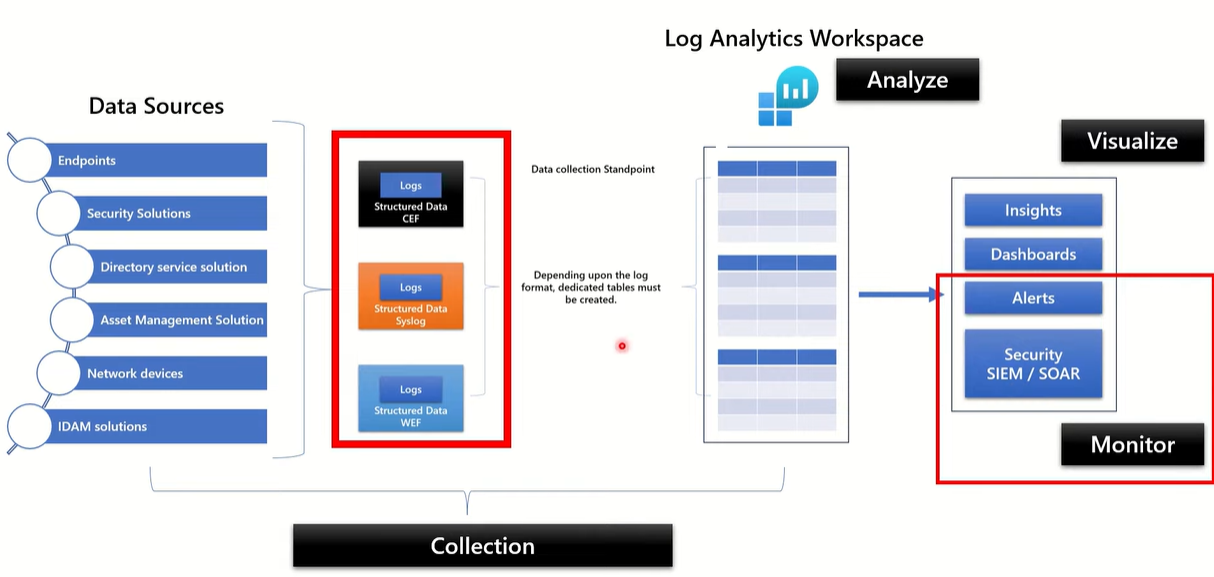 Log Analytics Workspace
Analyze
Data Sources
Visualize
Endpoints
Security Solutions
Directory service solution
Asset Management Solution
Network devices
IDAM solutions
Logs
Structured Data
CEF
Logs
Structured Data
Syslog
Logs
Structured Data
WEF
Data collection Standpoint
Depending upon the log
format, dedicated tables must
be created.
Insights
Dashboards
Alerts
Security
SIEM / SOAR
Monitor
Collection